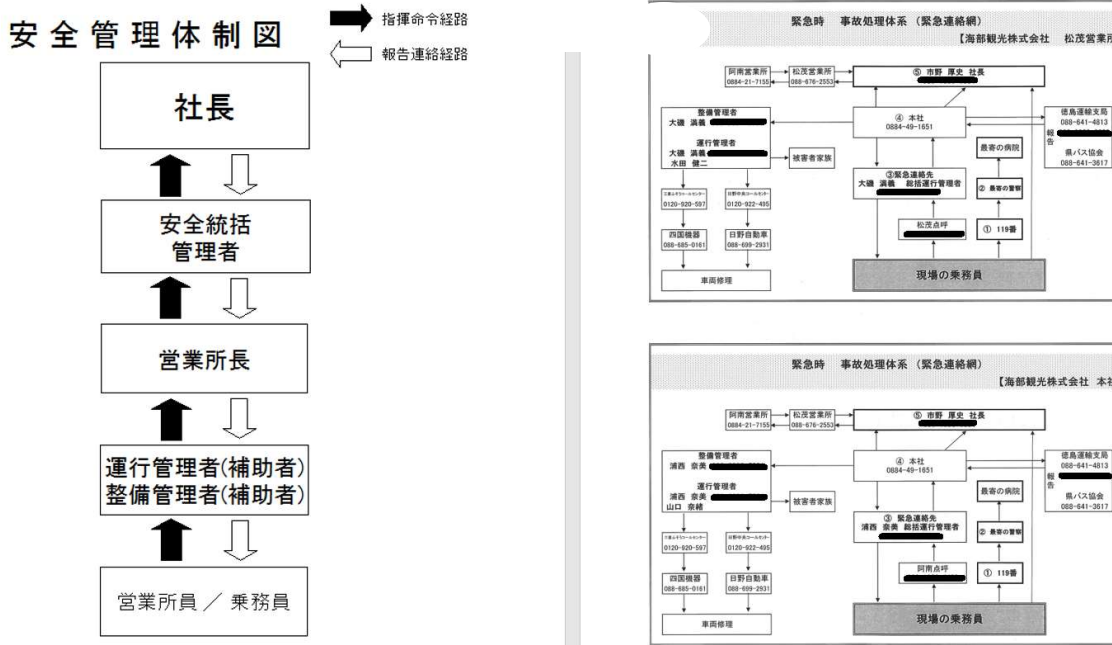 安全管理体制図
指揮命令経路
報告連絡経路
社長
安全統括
管理者
営業所長
運行管理者(補助者)
整備管理者(補助者)
営業所員 ／ 乗務員
緊急時 事故処理体系 （緊急連絡網）
【海部観光株式会社 松茂営業所
阿南営業所
0884-21-7155
松茂営業所
088-676-2553
⑤ 市野 厚史 社長
整備管理者
大磯 満義
運行管理者
大磯 満義
水田 健二
④ 本社
0884-49-1651
徳島運輸支局
088-641-4813
報告
県バス協会
088-641-3617
被害者家族
最寄の病院
③緊急連絡先
大磯 満義 総括運行管理者
② 最寄の警察
0120-920-597
0120-922-495
松茂点呼
① 119番
四国機器
088-685-0161
日野自動車
088-699-2931
車両修理
現場の乗務員
緊急時 事故処理体系 （緊急連絡網）
【海部観光株式会社 本社
阿南営業所
0884-21-7155
松茂営業所
088-676-2553
⑤ 市野 厚史 社長
整備管理者
浦西 奈美
運行管理者
浦西 奈美
山口 奈緒
④ 本社
0884-49-1651
徳島運輸支局
088-641-4813
報告
県バス協会
088-641-3617
被害者家族
最寄の病院
③ 緊急連絡先
浦西 奈美 総括運行管理者
② 最寄の警察
0120-920-597
0120-922-495
阿南点呼
① 119番
四国機器
088-685-0161
日野自動車
088-699-2931
車両修理
現場の乗務員